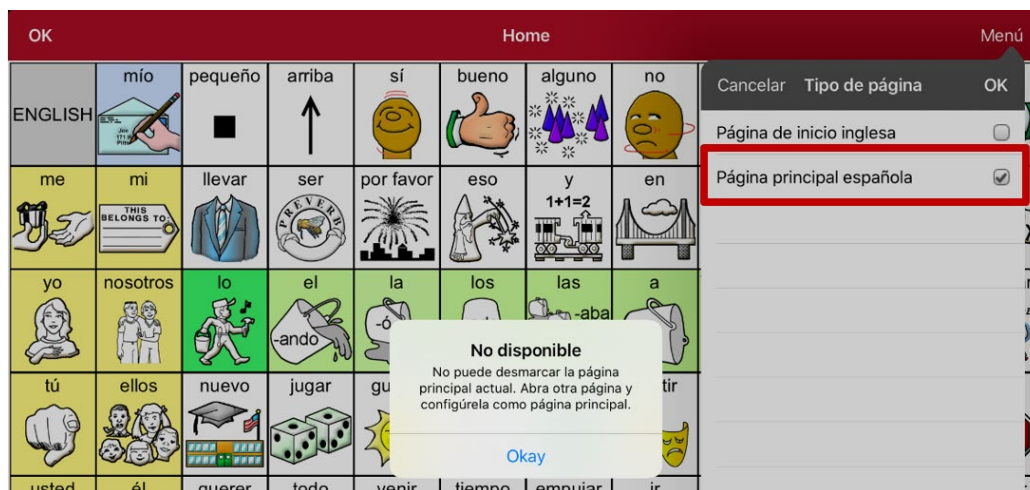 OK Home Menú
ENGLISH mío pequeño arriba sí bueno alguno no
Cancelar Tipo de página OK
Página de inicio inglesa
Página principal española
me mi llevar ser por favor eso y en
THIS BELONGS TO:
PREVERB
1+1=2
yo nosotros lo el la los las a
-ando
-ó
-aba
No disponible
No puede desmarcar la página
principal actual. Abra otra página y
configúrela como página principal.
Okay
tú ellos nuevo jugar gu tir
usted él querer todo venir tiempo empujar ir